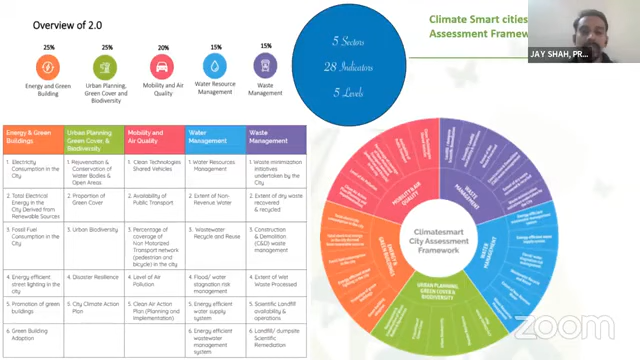 Overview of 2.0
25%
25%
20%
15%
15%
Energy and Green
Building
Urban Planning,
Green Cover and
Biodiversity
Mobility and Air
Quality
Water Resource
Management
Waste
Management
5 Sectors
28 Indicators
5 Levels
Climate Smart cities
Assessment Framew
JAY SHAH, PR...
Energy & Green
Buildings
Urban Planning
Green Cover, &
Biodiversity
Mobility and
Air Quality
Water
Management
Waste
Management
1. Electricity
Consumption in the
City
1. Rejuvenation &
Conservation of
Water Bodies &
Open Areas
1. Clean Technologies
Shared Vehicles
1. Water Resources
Management
1. Waste minimization
initiatives
undertaken by the
City
2. Total Electrical
Energy in the
City Derived from
Renewable Sources
2. Proportion of
Green Cover
2. Availability of
Public Transport
2. Extent of Non-
Revenue Water
2. Extent of dry waste
recovered
& recycled
3. Fossil Fuel
Consumption in the
City
3. Urban Biodiversity
3. Percentage of
coverage of
Non Motorized
Transport network
(pedestrian and
bicycle) in the city
3. Wastewater
Recycle and Reuse
3. Construction
& Demolition
(C&D) waste
management
4. Energy efficient
street lighting in the
city
4. Disaster Resilience
4. Level of Air
Pollution
4. Flood/ water
stagnation risk
management
4. Extent of Wet
Waste Processed
5. Promotion of green
buildings
5. City Climate Action
Plan
5. Clean Air Action
Plan (Planning and
Implementation)
5. Energy efficient
water supply
system
5. Scientific Landfill
availability &
operations
6. Green Building
Adoption
6. Energy efficient
wastewater
management
system
6. Landfill/ dumpsite
Scientific
Remediation
MOBILITY & AIR
QUALITY
WASTE
MANAGEMENT
WATER
MANAGEMENT
URBAN PLANNING,
GREEN COVER &
BIODIVERSITY
ENERGY &
GREEN BUILDINGS
Climatesmart
City Assessment
Framework
zoom